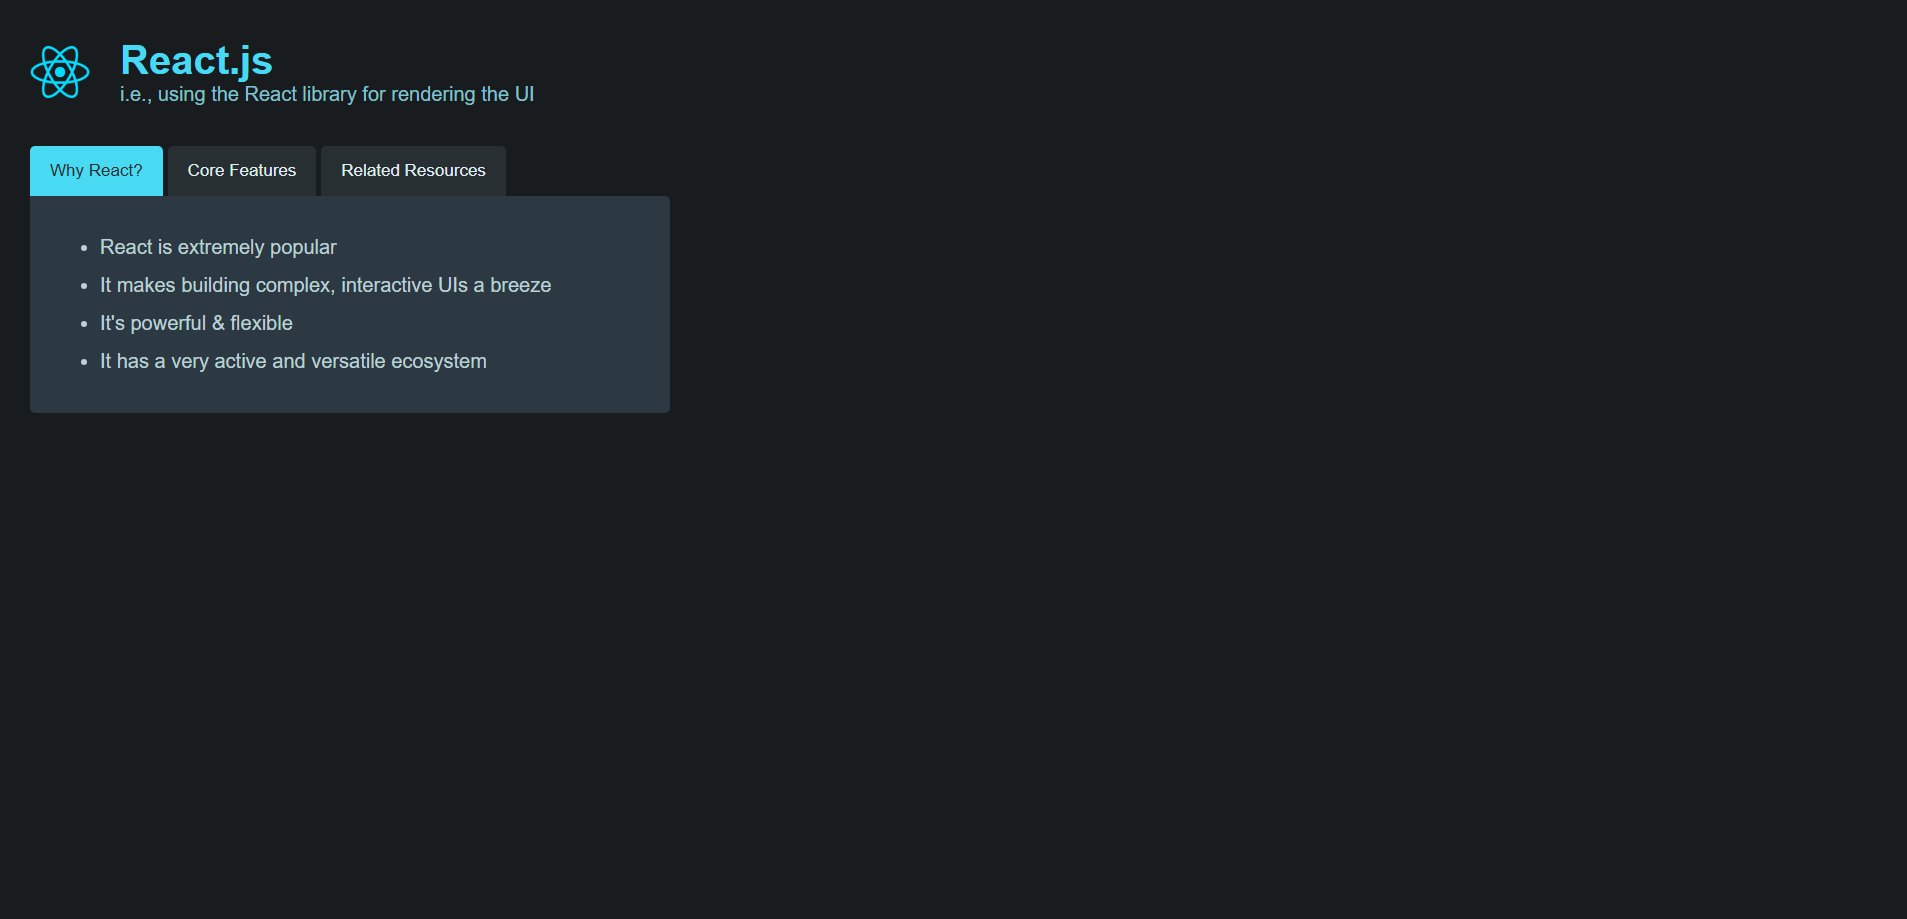 React.js
i.e., using the React library for rendering the UI
Why React? Core Features Related Resources
• React is extremely popular
• It makes building complex, interactive UIs a breeze
• It's powerful & flexible
• It has a very active and versatile ecosystem